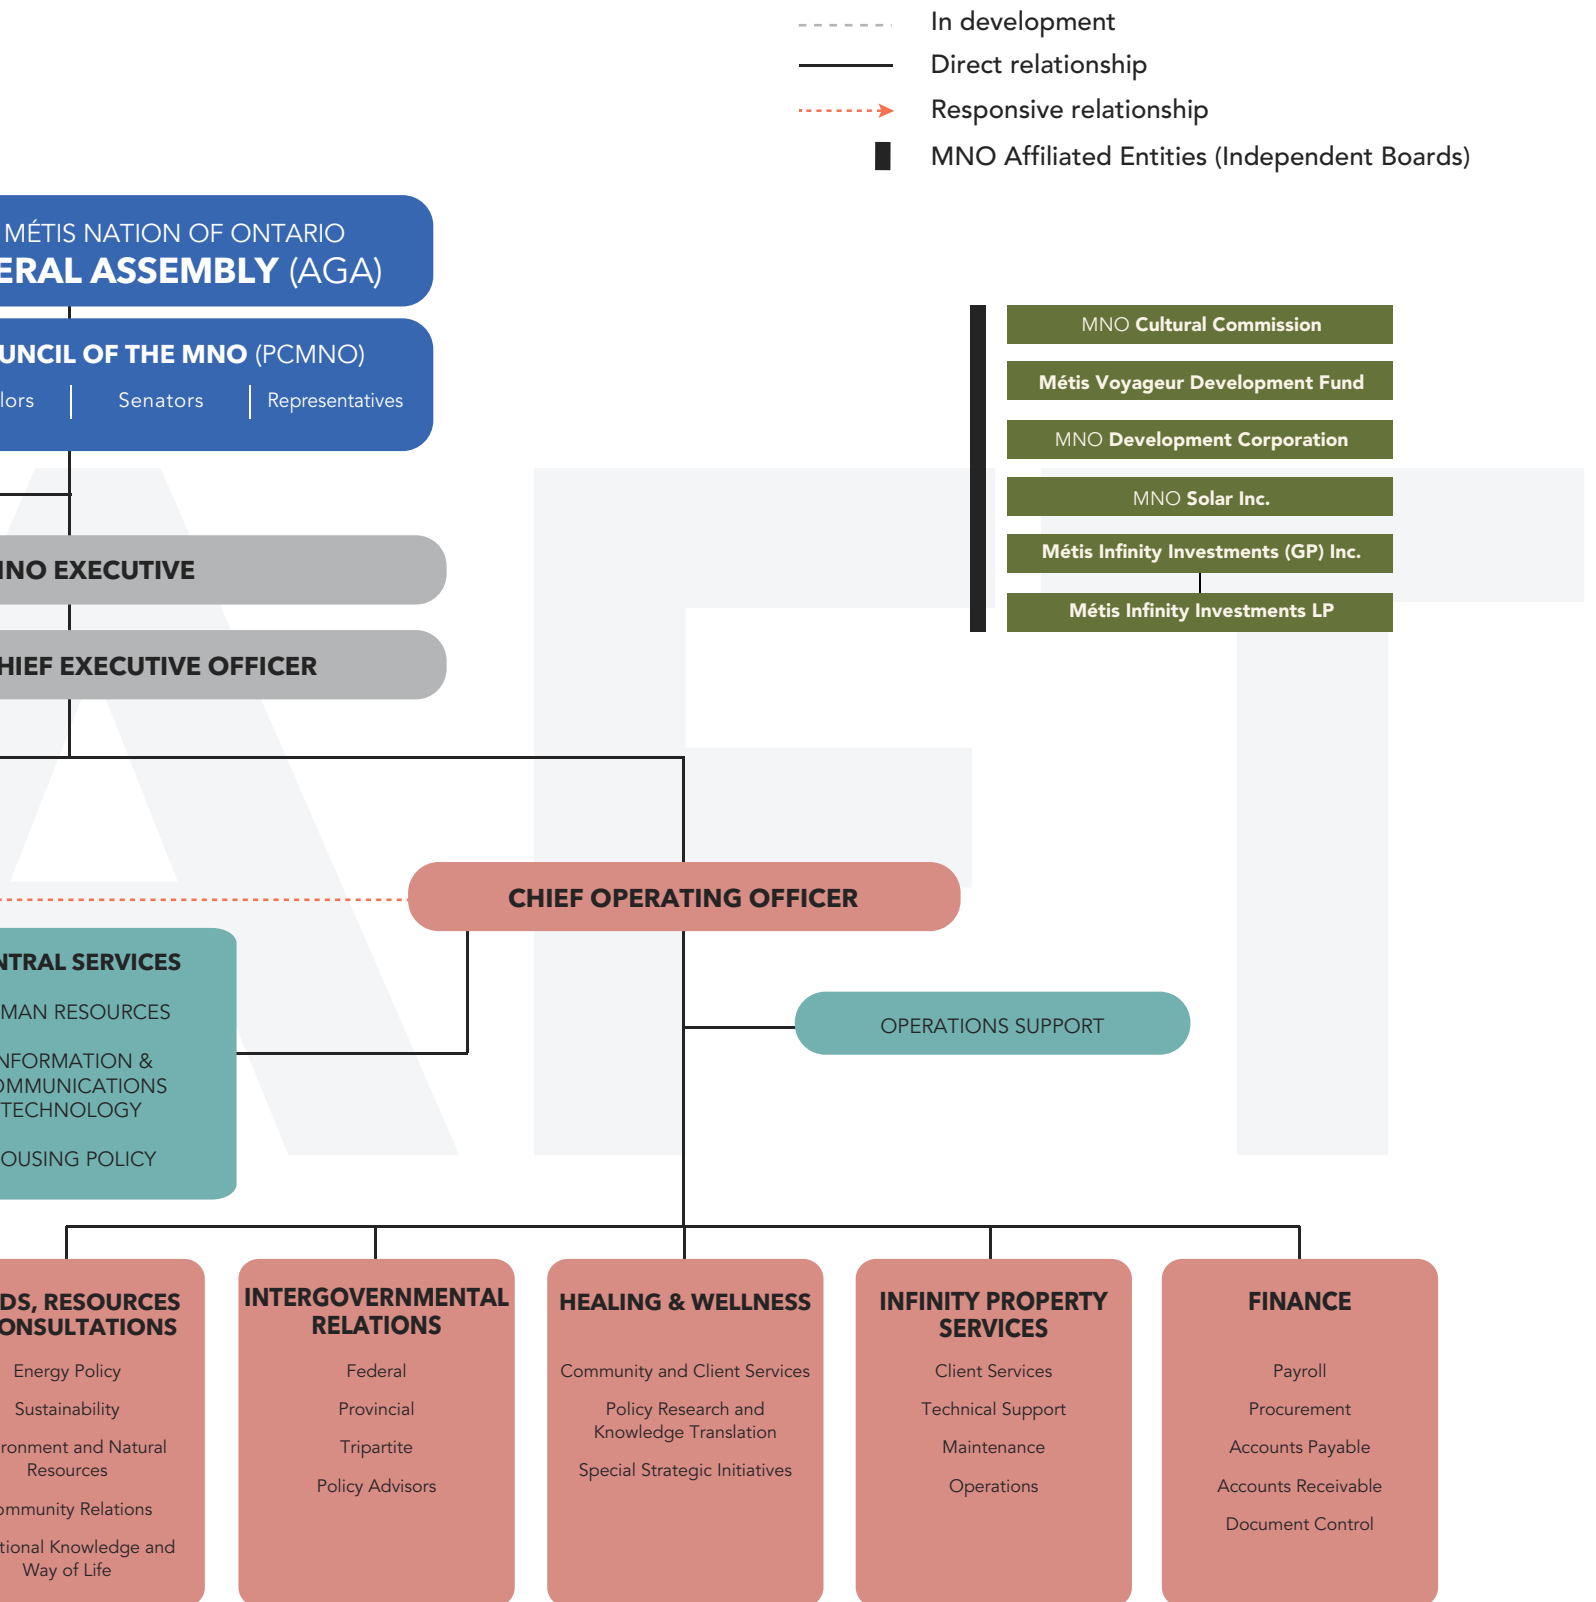 In development
Direct relationship
Responsive relationship
MNO Affiliated Entities (Independent Boards)
MÉTIS NATION OF ONTARIO
ERAL ASSEMBLY (AGA)
UNCIL OF THE MNO (PCMNO)
lors Senators Representatives
MNO Cultural Commission
Métis Voyageur Development Fund
MNO Development Corporation
MNO Solar Inc.
Métis Infinity Investments (GP) Inc.
Métis Infinity Investments LP
NO EXECUTIVE
HIEF EXECUTIVE OFFICER
CHIEF OPERATING OFFICER
NTRAL SERVICES
MAN RESOURCES
NFORMATION &
OMMUNICATIONS
TECHNOLOGY
OUSING POLICY
OPERATIONS SUPPORT
DS, RESOURCES
ONSULTATIONS
Energy Policy
Sustainability
ronment and Natural
Resources
ommunity Relations
tional Knowledge and
Way of Life
INTERGOVERNMENTAL
RELATIONS
Federal
Provincial
Tripartite
Policy Advisors
HEALING & WELLNESS
Community and Client Services
Policy Research and
Knowledge Translation
Special Strategic Initiatives
INFINITY PROPERTY
SERVICES
Client Services
Technical Support
Maintenance
Operations
FINANCE
Payroll
Procurement
Accounts Payable
Accounts Receivable
Document Control
AFT